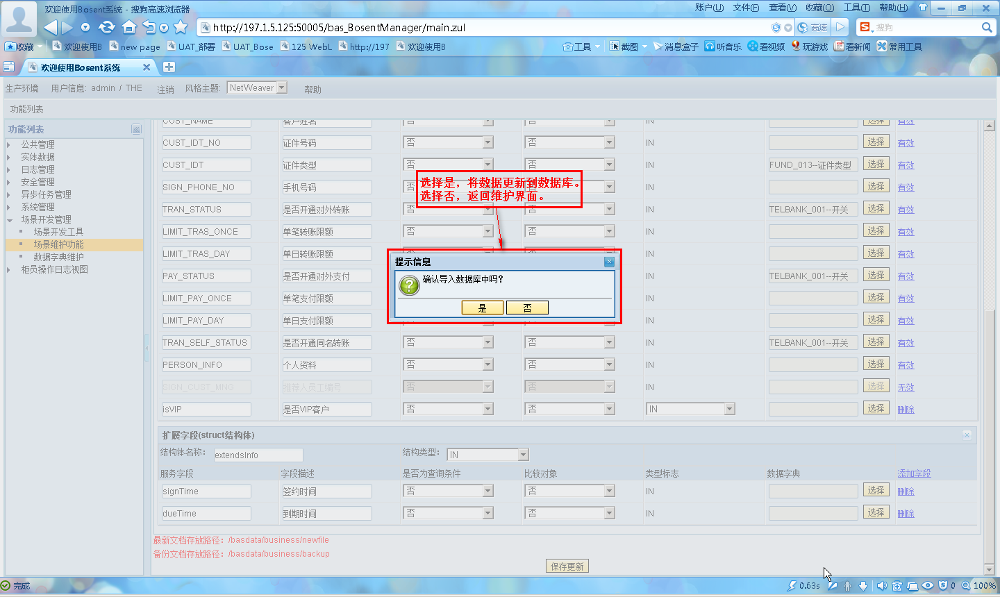 欢迎使用Bosent系统 - 搜狗高速浏览器
账户(U) 文件(F) 查看(V) 收藏(O) 工具(T) 帮助(H)
http://197.1.5.125:50005/bas_BosentManager/main.zul
高速 搜狗
收藏 欢迎使用B new page UAT_部署 UAT_Bose 125 WebL http://197 欢迎使用B 工具 截图 消息盒子 听音乐 看视频 玩游戏 看新闻 常用工具
欢迎使用Bosent系统
生产环境 用户信息: admin / THE 注销 风格主题: NetWeaver 帮助
功能列表
功能列表
公共管理
实体数据
日志管理
安全管理
异步任务管理
系统管理
场景开发管理
场景开发工具
场景维护功能
数据字典维护
柜员操作日志视图
CUST_NAME 客户姓名 否 否 IN 选择 有效
CUST_IDT_NO 证件号码 否 否 IN 选择 有效
CUST_IDT 证件类型 否 否 IN FUND_013--证件类型 选择 有效
SIGN_PHONE_NO 手机号码 否 否 IN 选择 有效
TRAN_STATUS 是否开通对外转账 否 否 IN TELBANK_001--开关 选择 有效
LIMIT_TRAS_ONCE 单笔转账限额 否 否 IN 选择 有效
LIMIT_TRAS_DAY 单日转账限额 IN 选择 有效
PAY_STATUS 是否开通对外支付 IN TELBANK_001--开关 选择 有效
LIMIT_PAY_ONCE 单笔支付限额 IN 选择 有效
LIMIT_PAY_DAY 单日支付限额 IN 选择 有效
TRAN_SELF_STATUS 是否开通同名转账 否 否 IN TELBANK_001--开关 选择 有效
PERSON_INFO 个人资料 否 否 IN 选择 有效
SIGN_CUST_MNG 推荐人员工编号 否 否 IN 选择 无效
isVIP 是否VIP客户 否 否 IN 选择 删除
选择是，将数据更新到数据库。
选择否，返回维护界面。
提示信息
确认导入数据库中吗?
是 否
扩展字段(struct结构体)
结构体名称: extendsInfo 结构类型: IN
服务字段 字段描述 是否为查询条件 比较对象 类型标志 数据字典 添加字段
signTime 签约时间 否 否 IN 选择 删除
dueTime 到期时间 否 否 IN 选择 删除
最新文档存放路径: /basdata/business/newfile
备份文档存放路径: /basdata/business/backup
保存更新
完成 0.63s 0 100%